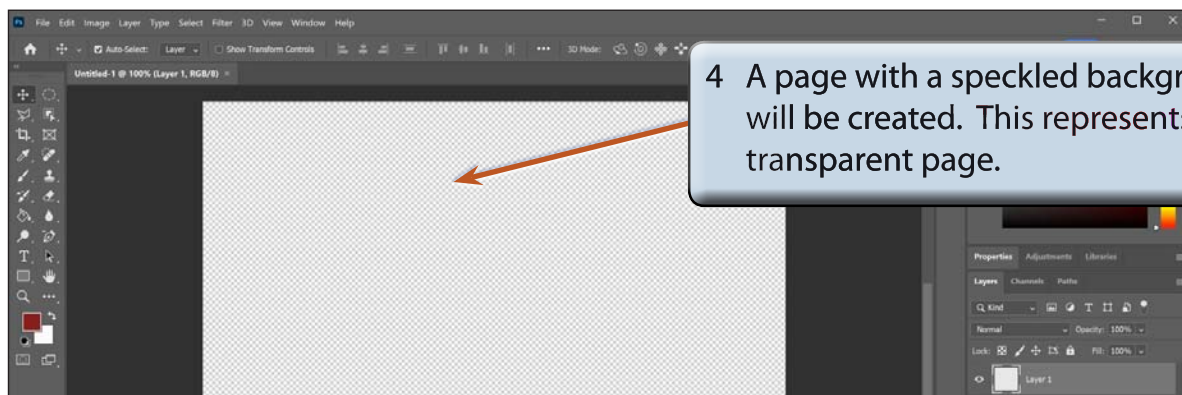 Ps File Edit Image Layer Type Select Filter 3D View Window Help
Auto-Select: Layer Show Transform Controls 3D Mode:
Untitled-1 @ 100% (Layer 1, RGB/8) ×
4 A page with a speckled backgr
will be created. This represents
transparent page.
T
Properties Adjustments Libraries
Layers Channels Paths
Kind T
Normal Opacity: 100%
Lock: Fill: 100%
Layer 1